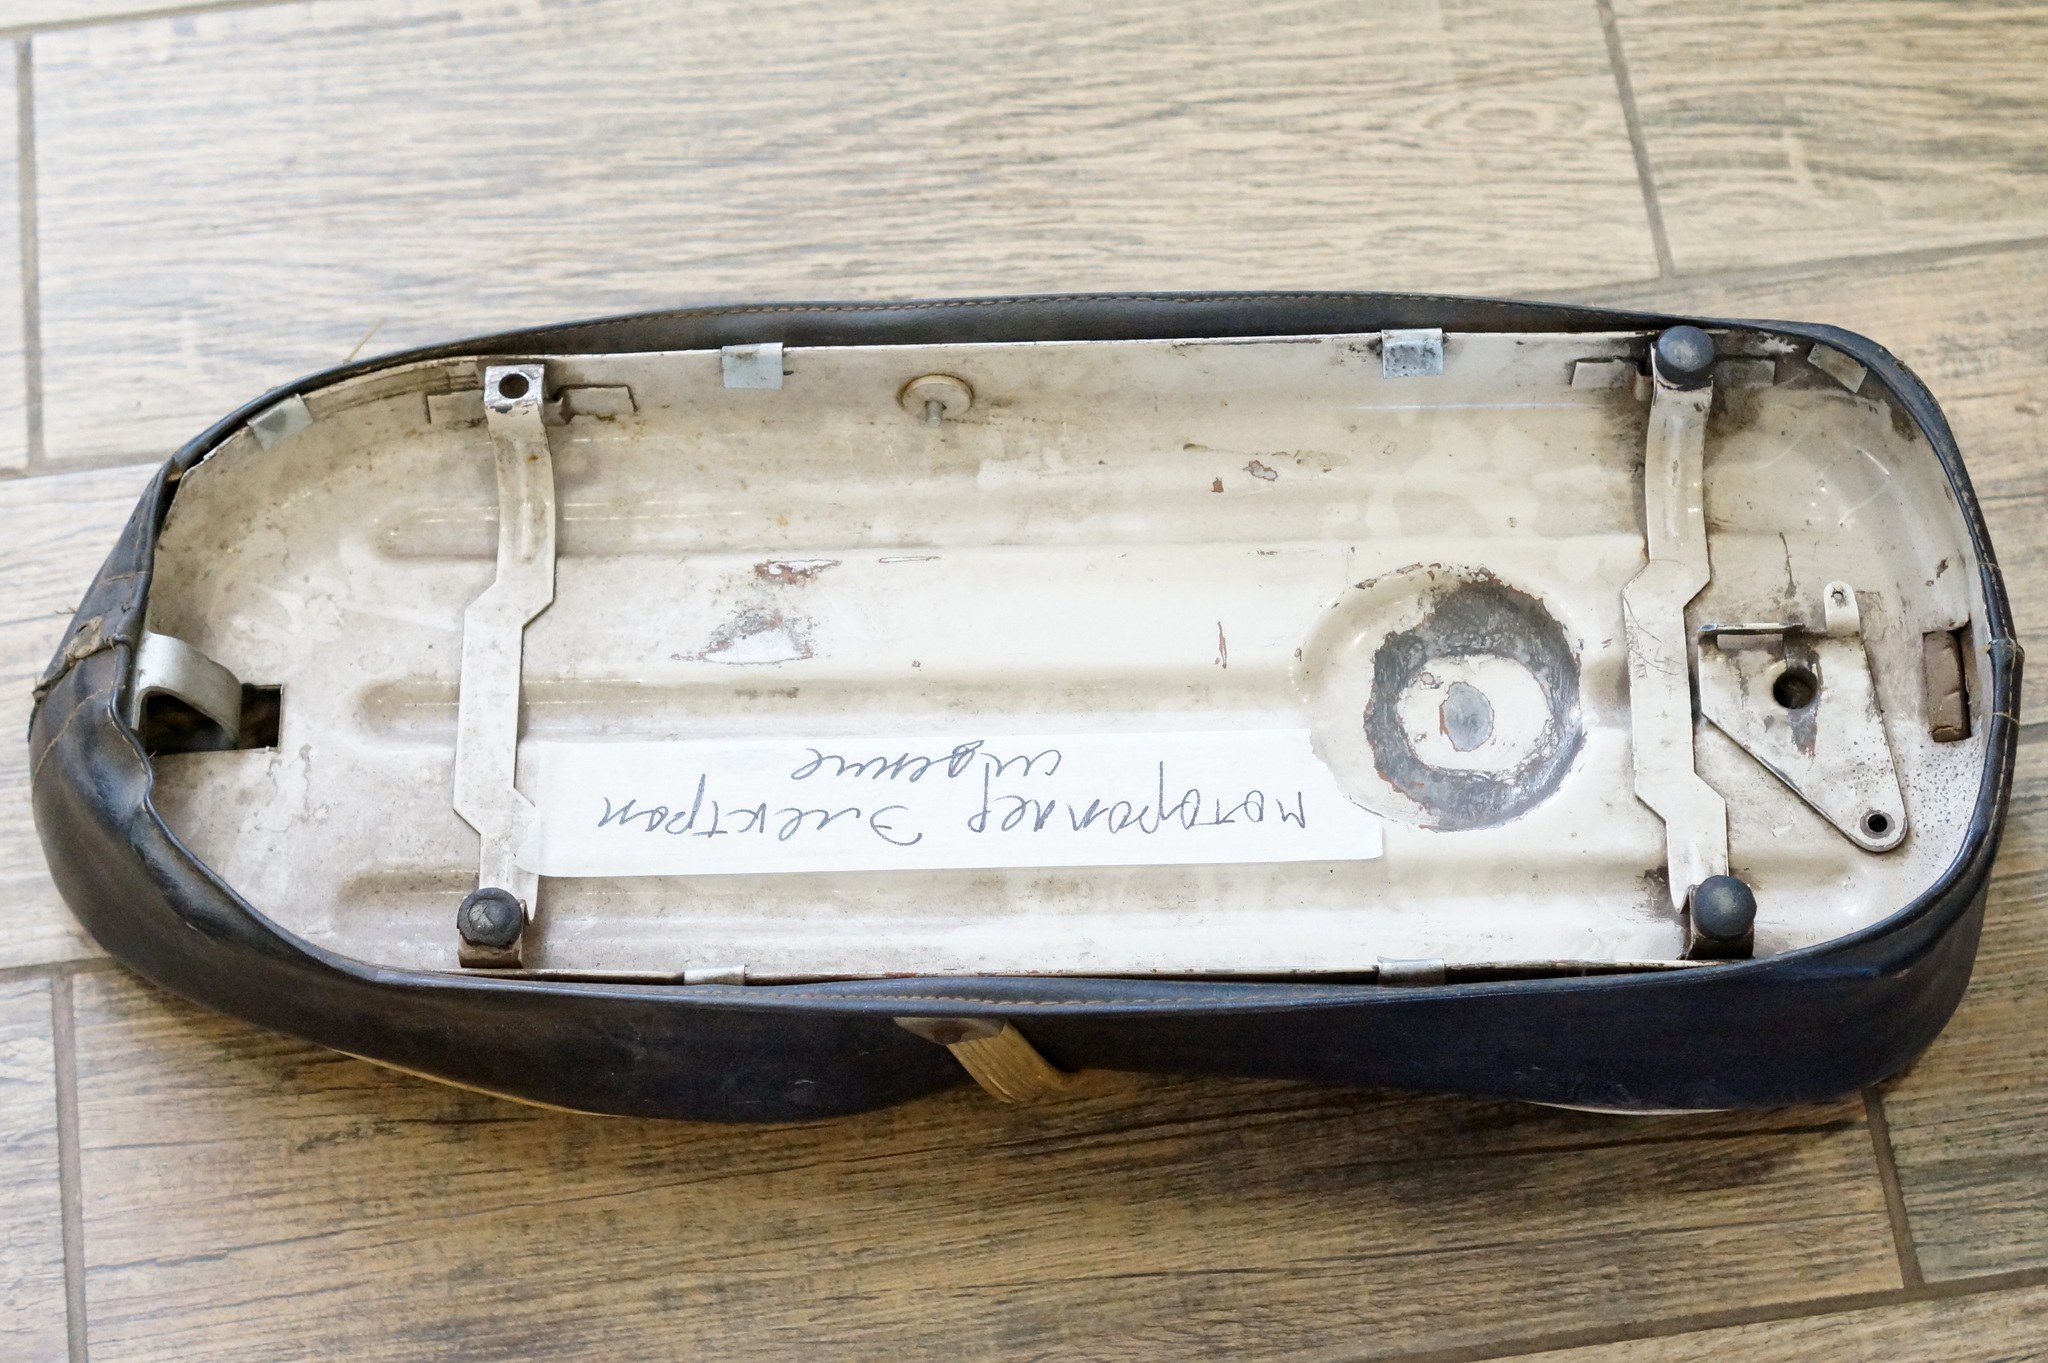 мотороллер Электрон
сиденье